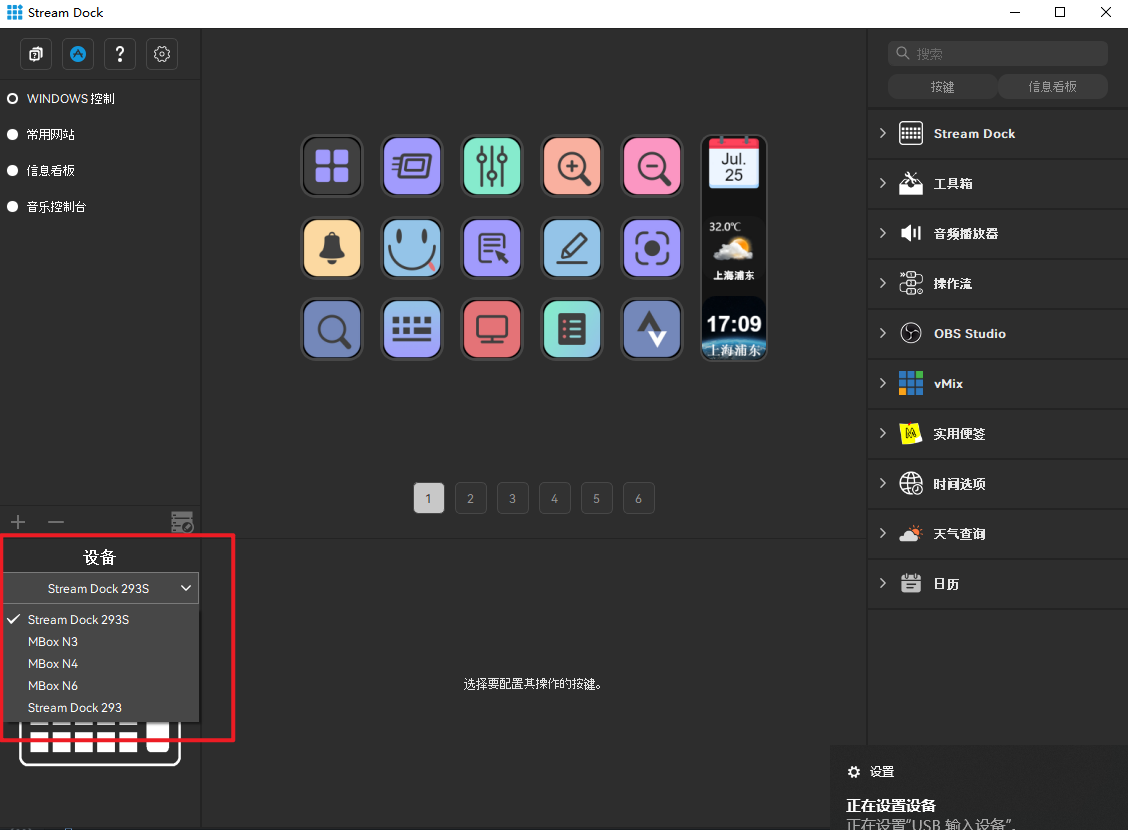 Stream Dock
WINDOWS 控制
常用网站
信息看板
音乐控制台
设备
Stream Dock 293S
Stream Dock 293S
MBox N3
MBox N4
MBox N6
Stream Dock 293
Jul.
25
32.0℃
上海浦东
17:09
上海浦东
1
2
3
4
5
6
选择要配置其操作的按键。
搜索
按键
信息看板
Stream Dock
工具箱
音频播放器
操作流
OBS Studio
vMix
实用便签
时间选项
天气查询
日历
设置
正在设置设备
正在设置“USB 输入设备”。